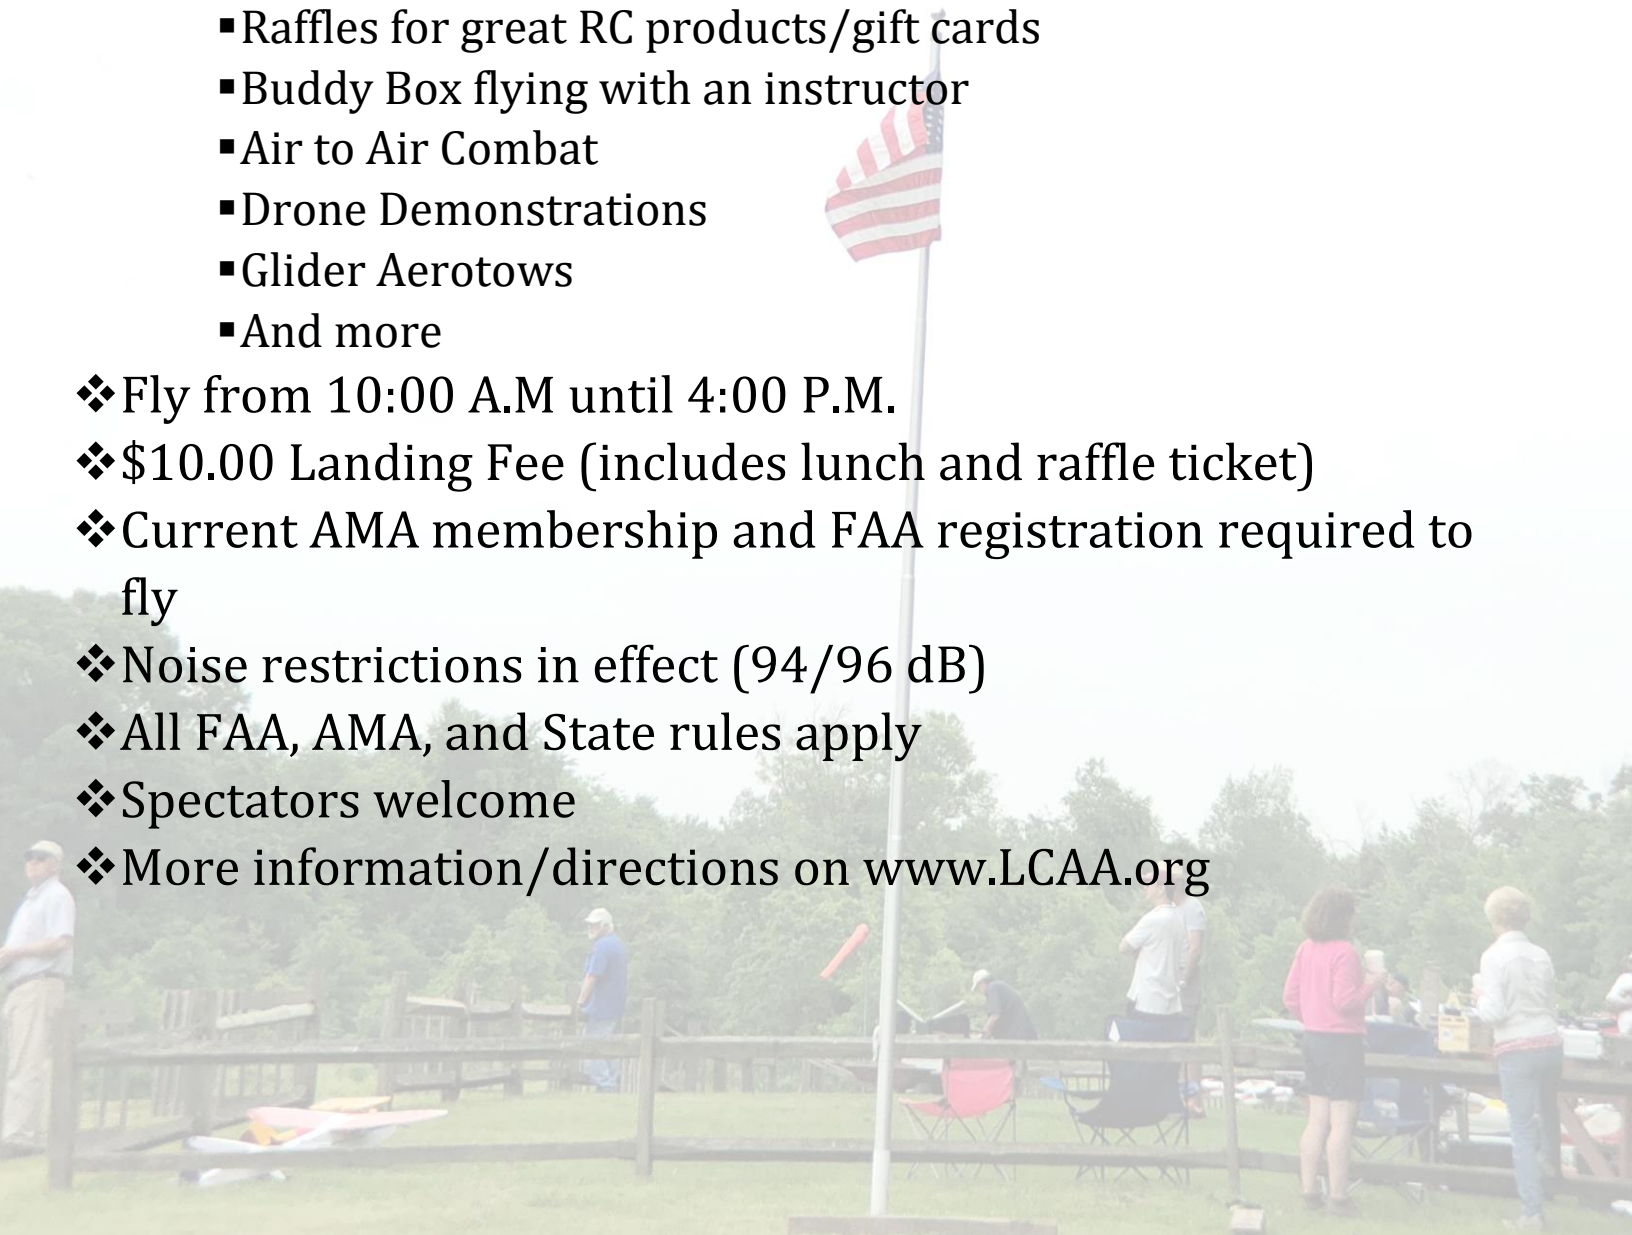 ▪Raffles for great RC products/gift cards
▪Buddy Box flying with an instructor
▪Air to Air Combat
▪Drone Demonstrations
▪Glider Aerotows
▪And more
❖Fly from 10:00 A.M until 4:00 P.M.
❖$10.00 Landing Fee (includes lunch and raffle ticket)
❖Current AMA membership and FAA registration required to
fly
❖Noise restrictions in effect (94/96 dB)
❖All FAA, AMA, and State rules apply
❖Spectators welcome
❖More information/directions on www.LCAA.org